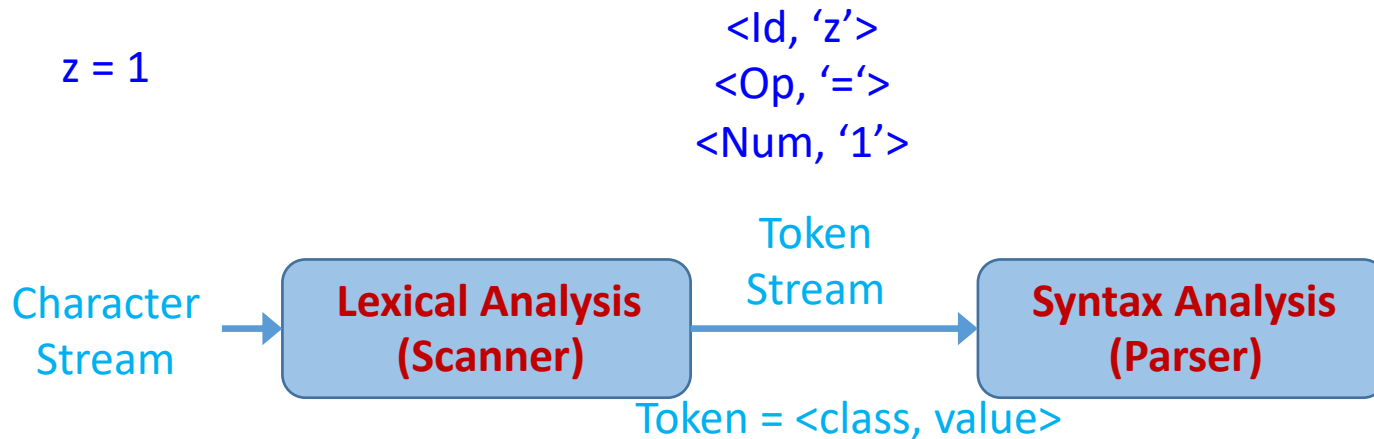 z = 1
<Id, ‘z’>
<Op, ‘=‘>
<Num, ‘1’>
Character
Stream
Lexical Analysis
(Scanner)
Token
Stream
Syntax Analysis
(Parser)
Token = <class, value>